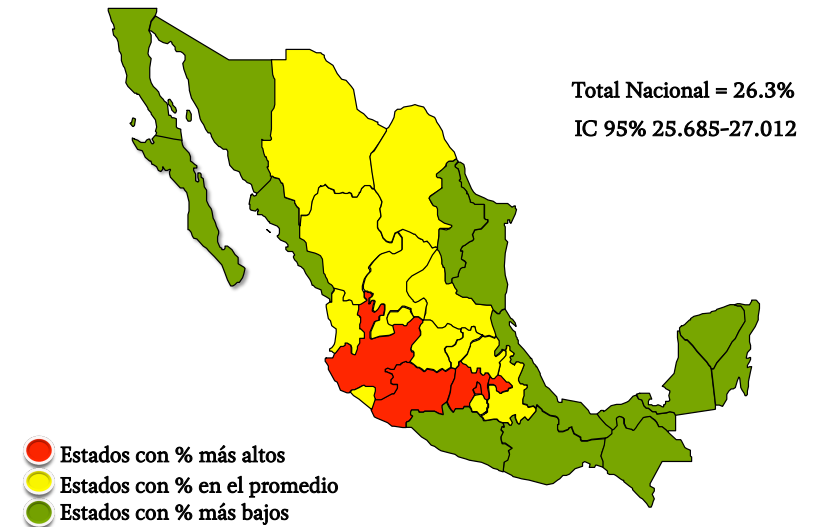 Total Nacional = 26.3%
IC 95% 25.685-27.012
Estados con % más altos
Estados con % en el promedio
Estados con % más bajos